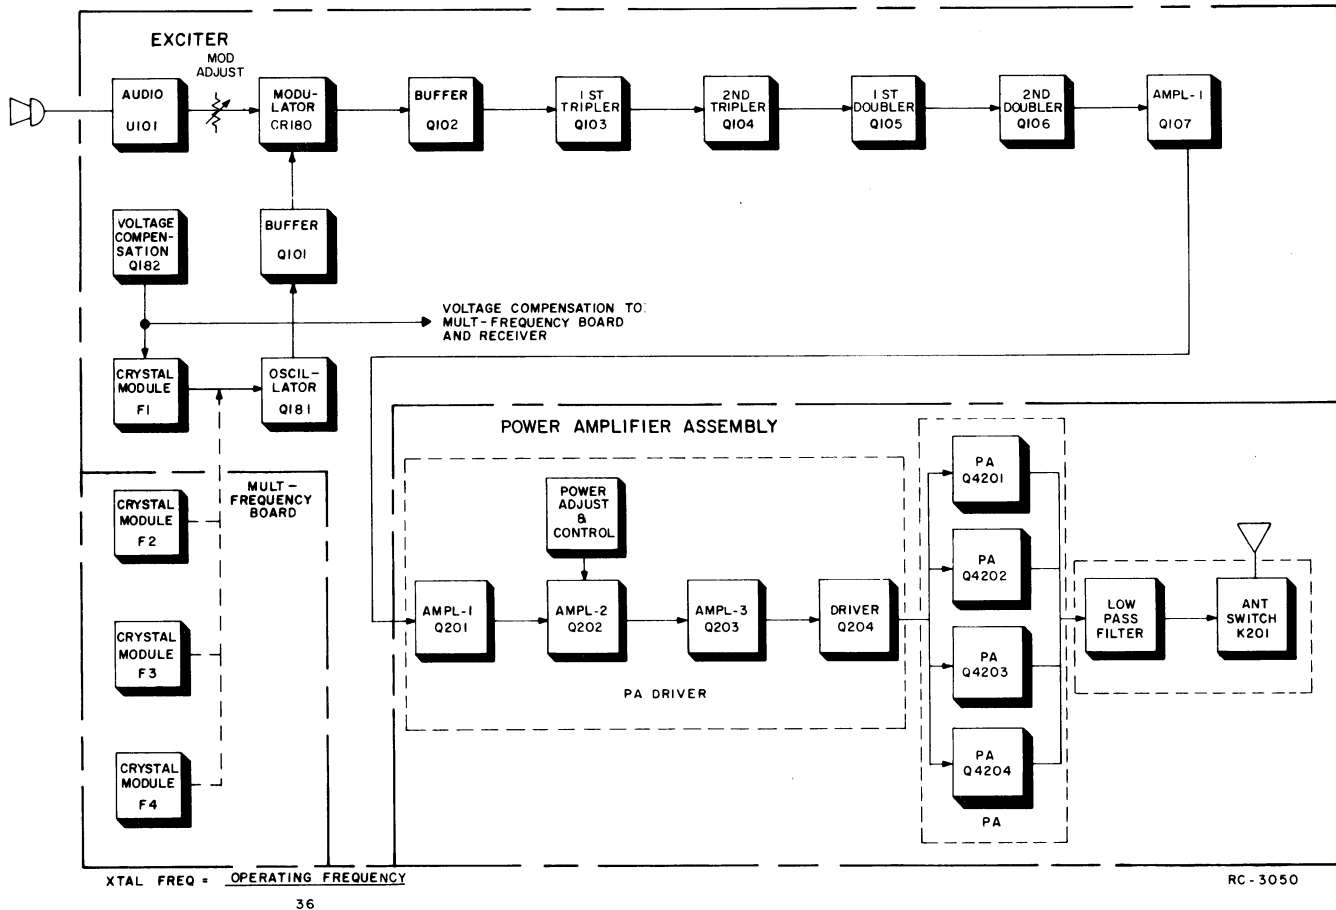 EXCITER
MOD
ADJUST
AUDIO
U101
MODU-
LATOR
CR180
BUFFER
Q102
1ST
TRIPLER
Q103
2ND
TRIPLER
Q104
1ST
DOUBLER
Q105
2ND
DOUBLER
Q106
AMPL-1
Q107
VOLTAGE
COMPEN-
SATION
Q182
BUFFER
Q101
VOLTAGE COMPENSATION TO
MULT-FREQUENCY BOARD
AND RECEIVER
CRYSTAL
MODULE
F1
OSCIL-
LATOR
Q181
MULT-
FREQUENCY
BOARD
CRYSTAL
MODULE
F2
CRYSTAL
MODULE
F3
CRYSTAL
MODULE
F4
POWER AMPLIFIER ASSEMBLY
POWER
ADJUST
&
CONTROL
AMPL-1
Q201
AMPL-2
Q202
AMPL-3
Q203
DRIVER
Q204
PA DRIVER
PA
Q4201
PA
Q4202
PA
Q4203
PA
Q4204
PA
LOW
PASS
FILTER
ANT
SWITCH
K201
XTAL FREQ = OPERATING FREQUENCY
36
RC-3050